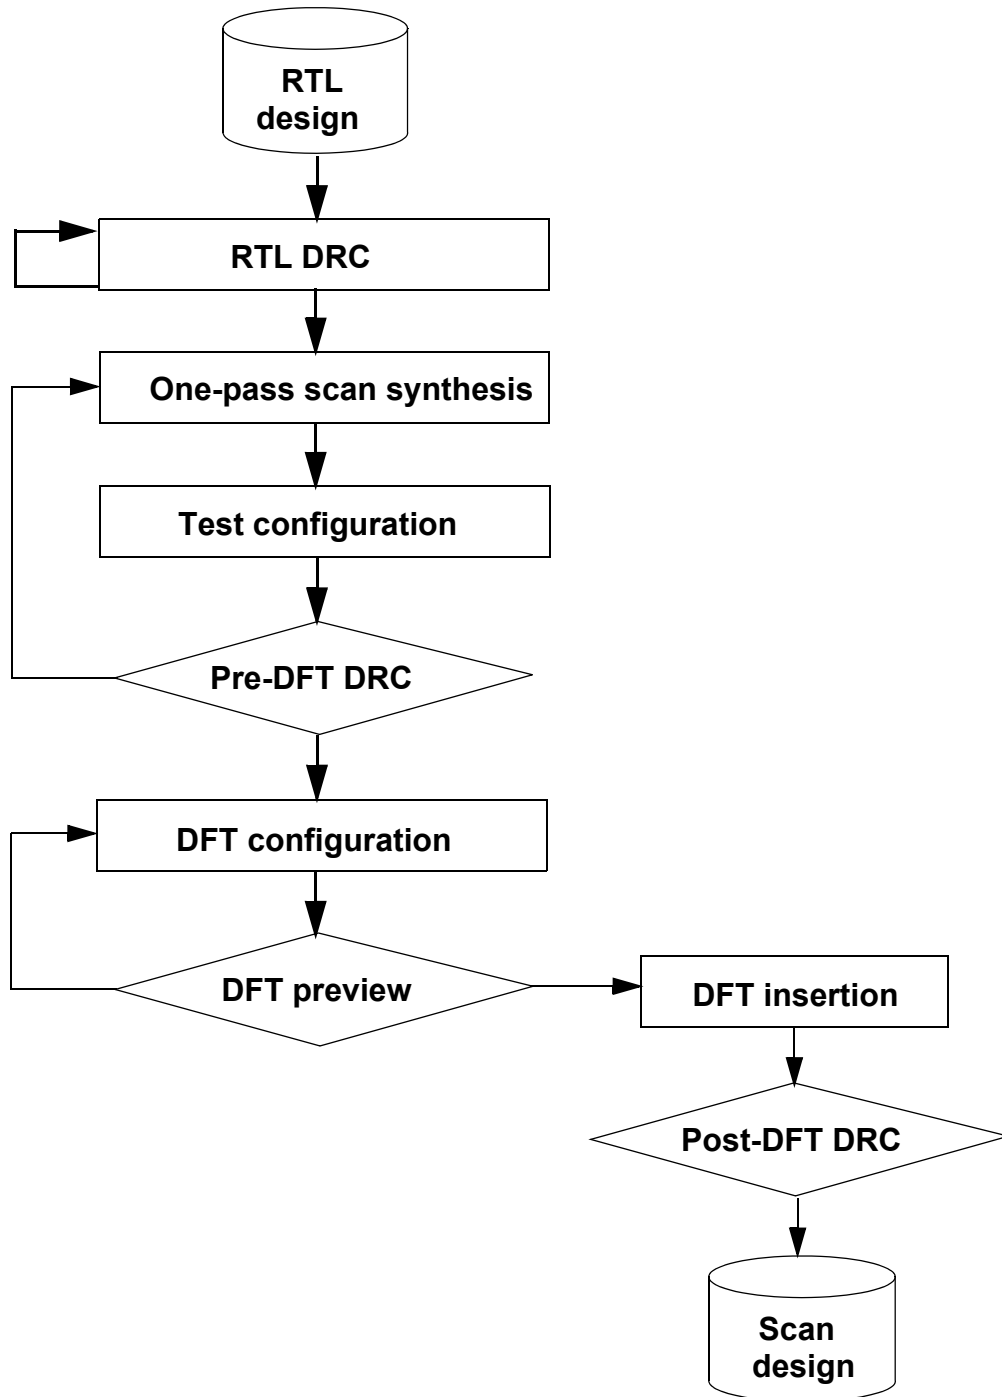 RTL
design
RTL DRC
One-pass scan synthesis
Test configuration
Pre-DFT DRC
DFT configuration
DFT preview
DFT insertion
Post-DFT DRC
Scan
design